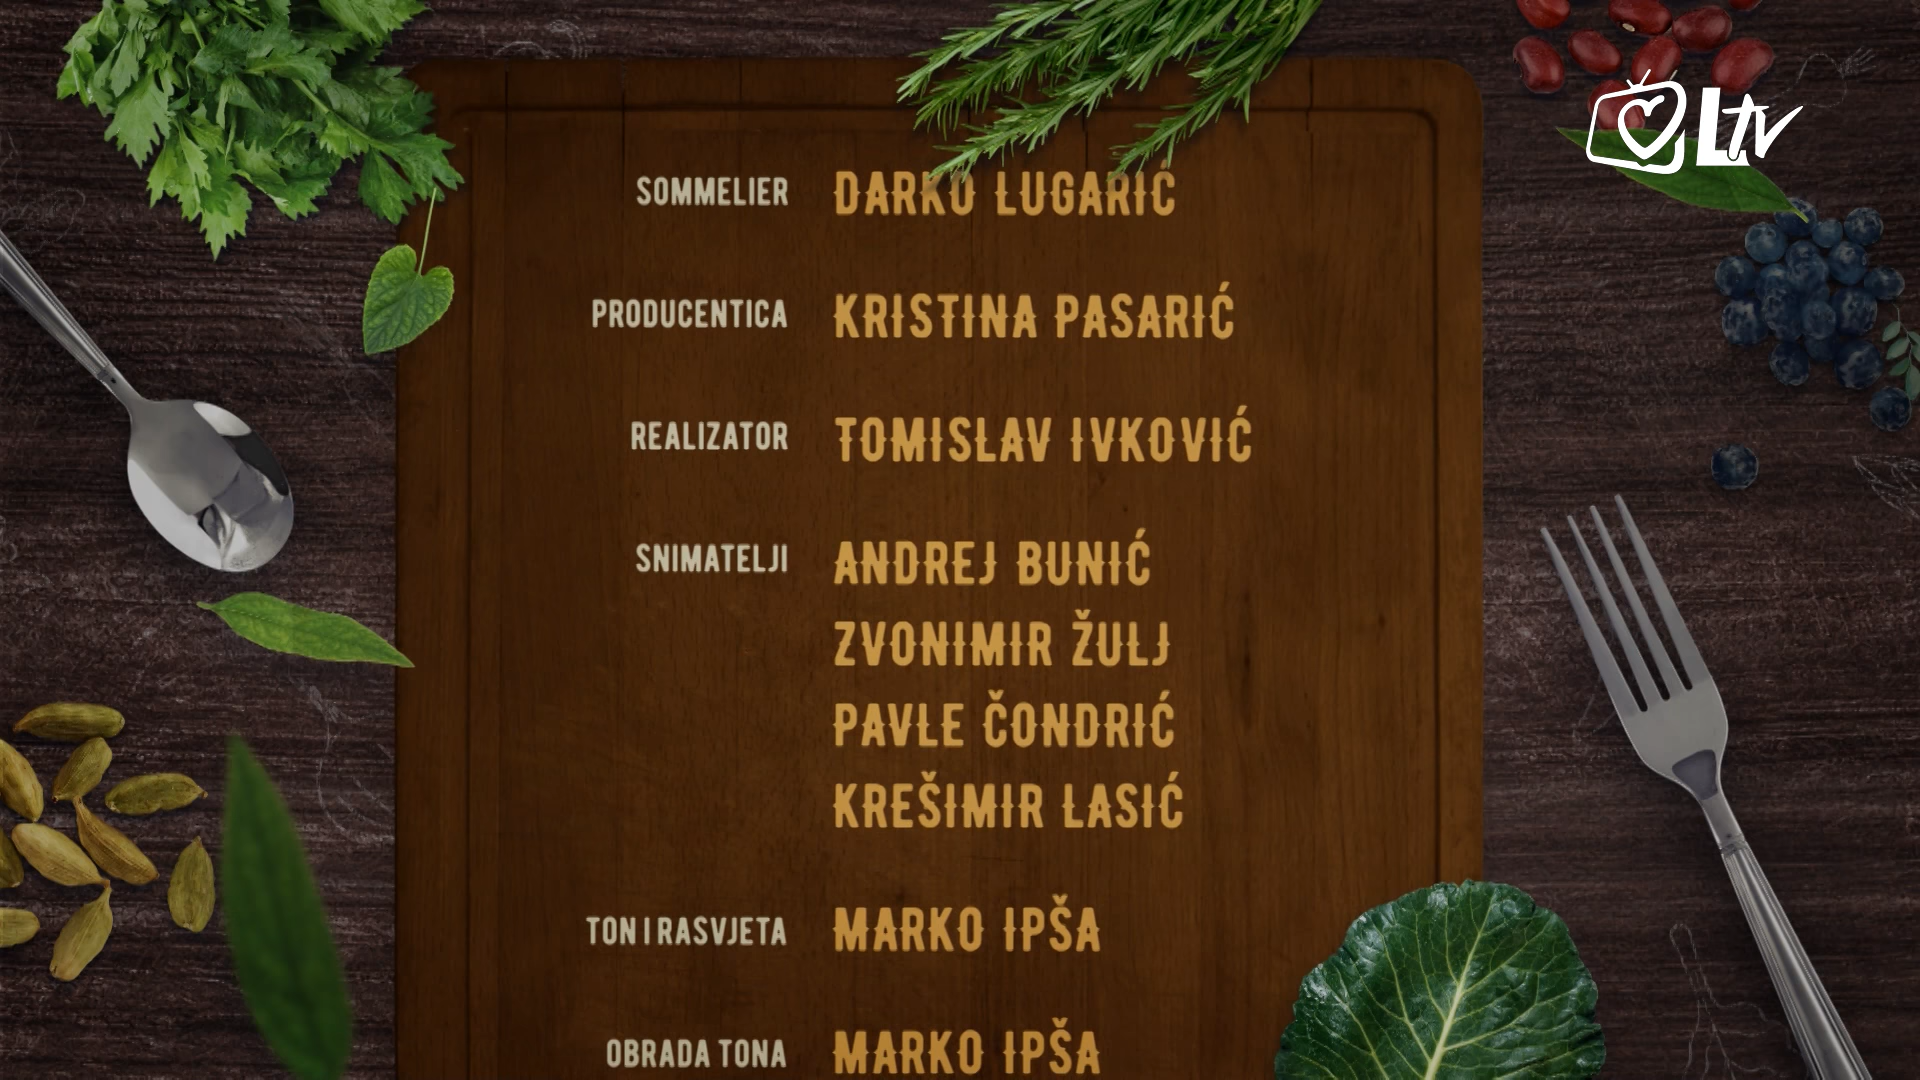 Ltv
SOMMELIER DARKO LUGARIĆ
PRODUCENTICA KRISTINA PASARIĆ
REALIZATOR TOMISLAV IVKOVIĆ
SNIMATELJI ANDREJ BUNIĆ
ZVONIMIR ŽULJ
PAVLE ČONDRIĆ
KREŠIMIR LASIĆ
TON I RASVJETA MARKO IPŠA
OBRADA TONA MARKO IPŠA